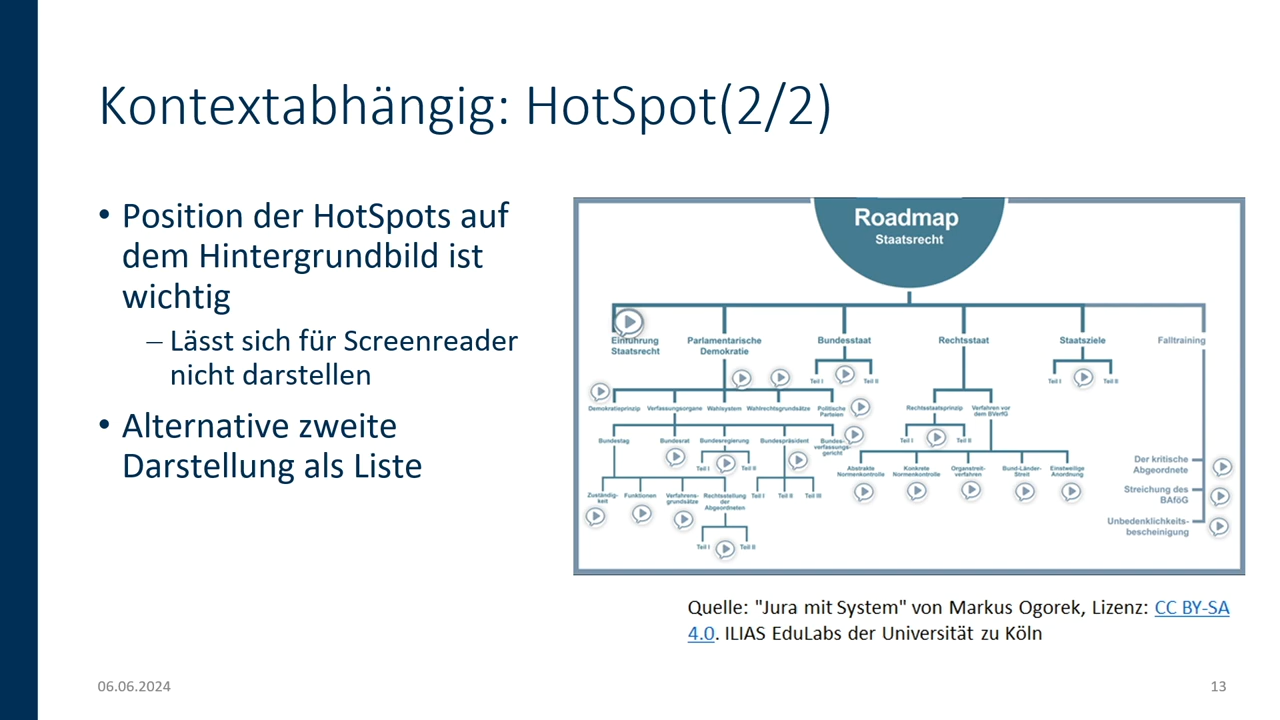 Kontextabhängig: HotSpot(2/2)
• Position der HotSpots auf
dem Hintergrundbild ist
wichtig
– Lässt sich für Screenreader
nicht darstellen
• Alternative zweite
Darstellung als Liste
Roadmap
Staatsrecht
Einführung
Staatsrecht
Parlamentarische
Demokratie
Bundesstaat
Rechtsstaat
Staatsziele
Falltraining
Teil I
Teil II
Teil I
Teil II
Demokratieprinzip
Verfassungsorgane
Wahlsystem
Wahlrechtsgrundsätze
Politische
Parteien
Rechtsstaatsprinzip
Verfahren vor
dem BVerfG
Bundestag
Bundesrat
Bundesregierung
Bundespräsident
Bundes-
verfassungs-
gericht
Teil I
Teil II
Teil I
Teil II
Abstrakte
Normenkontrolle
Konkrete
Normenkontrolle
Organstreit-
verfahren
Bund-Länder-
Streit
Einstweilige
Anordnung
Der kritische
Abgeordnete
Streichung des
BAföG
Unbedenklichkeits-
bescheinigung
Zuständig-
keit
Funktionen
Verfahrens-
grundsätze
Rechtsstellung
der
Abgeordneten
Teil I
Teil II
Teil III
Teil I
Teil II
Quelle: "Jura mit System" von Markus Ogorek, Lizenz: CC BY-SA
4.0. ILIAS EduLabs der Universität zu Köln
06.06.2024
13